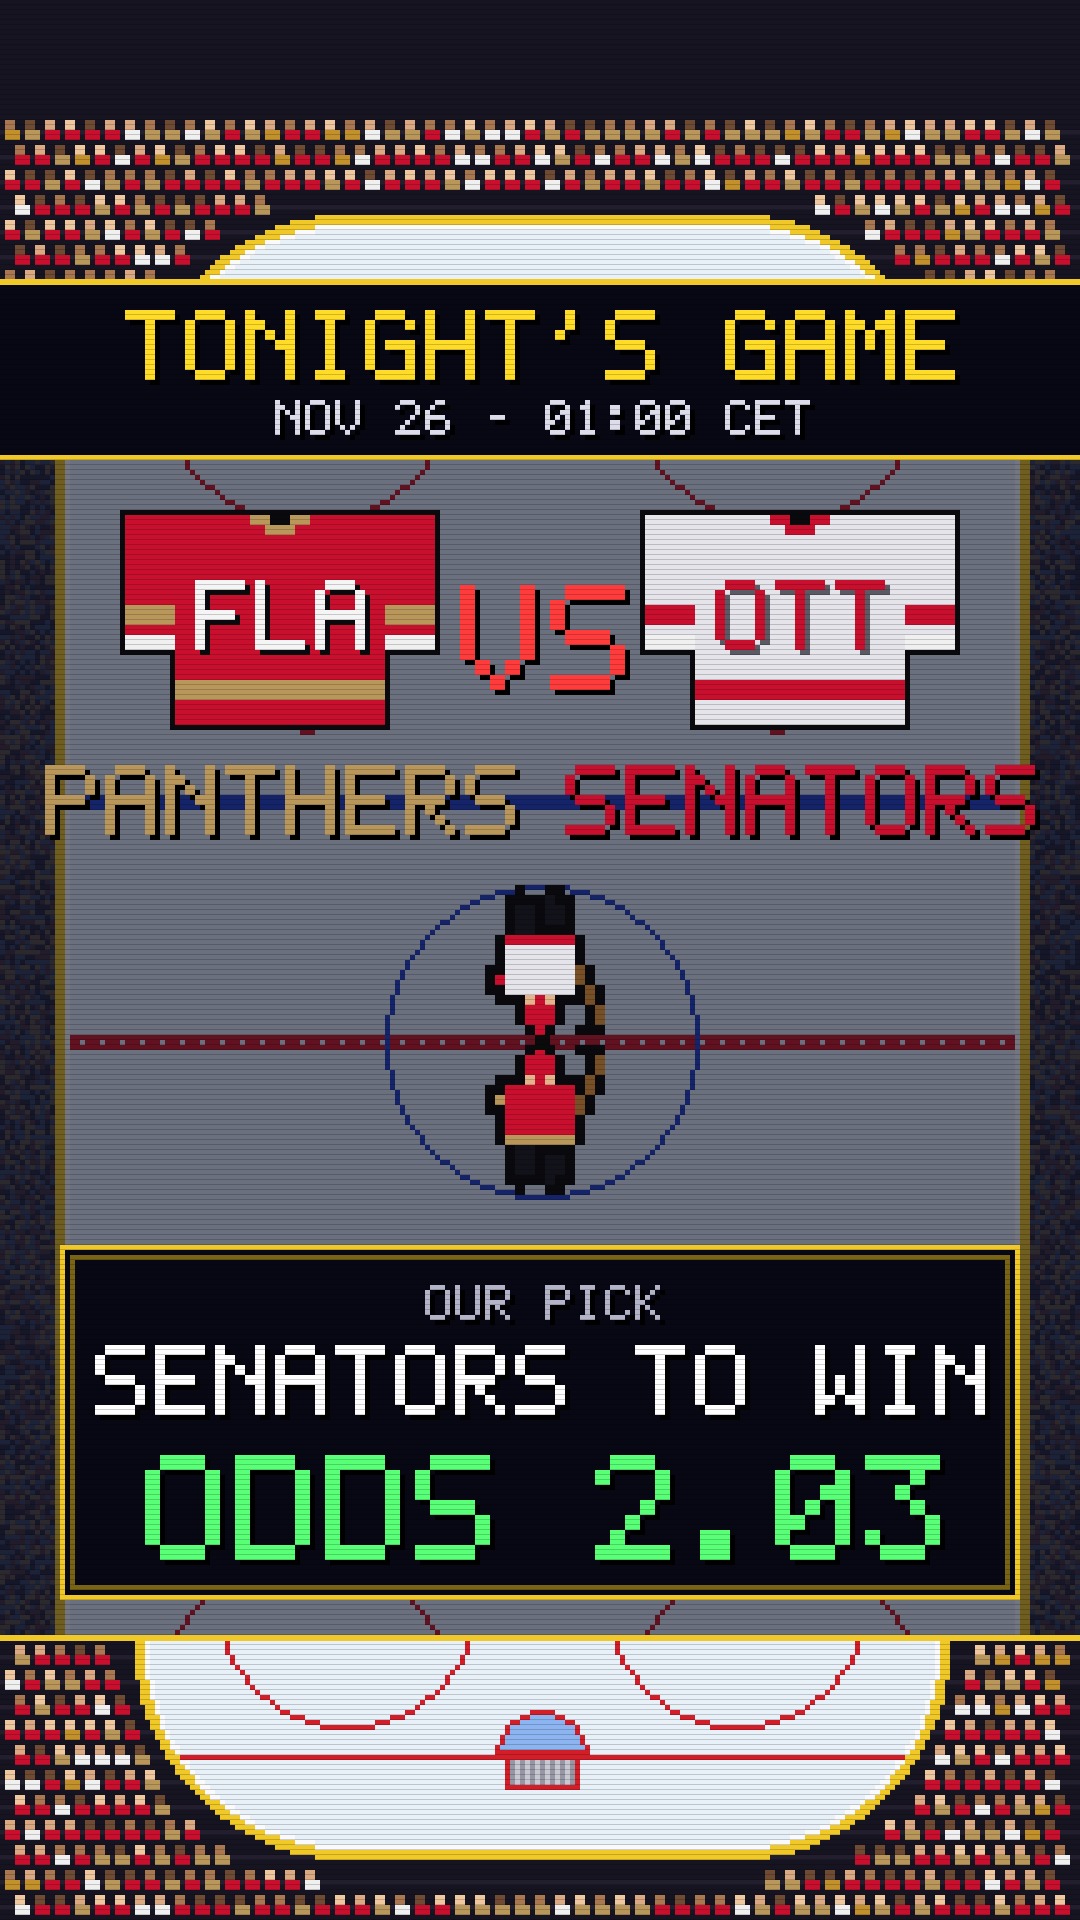 TONIGHT'S GAME
NOV 26 - 01:00 CET
FLA VS OTT
PANTHERS SENATORS
OUR PICK
SENATORS TO WIN
ODDS 2.03